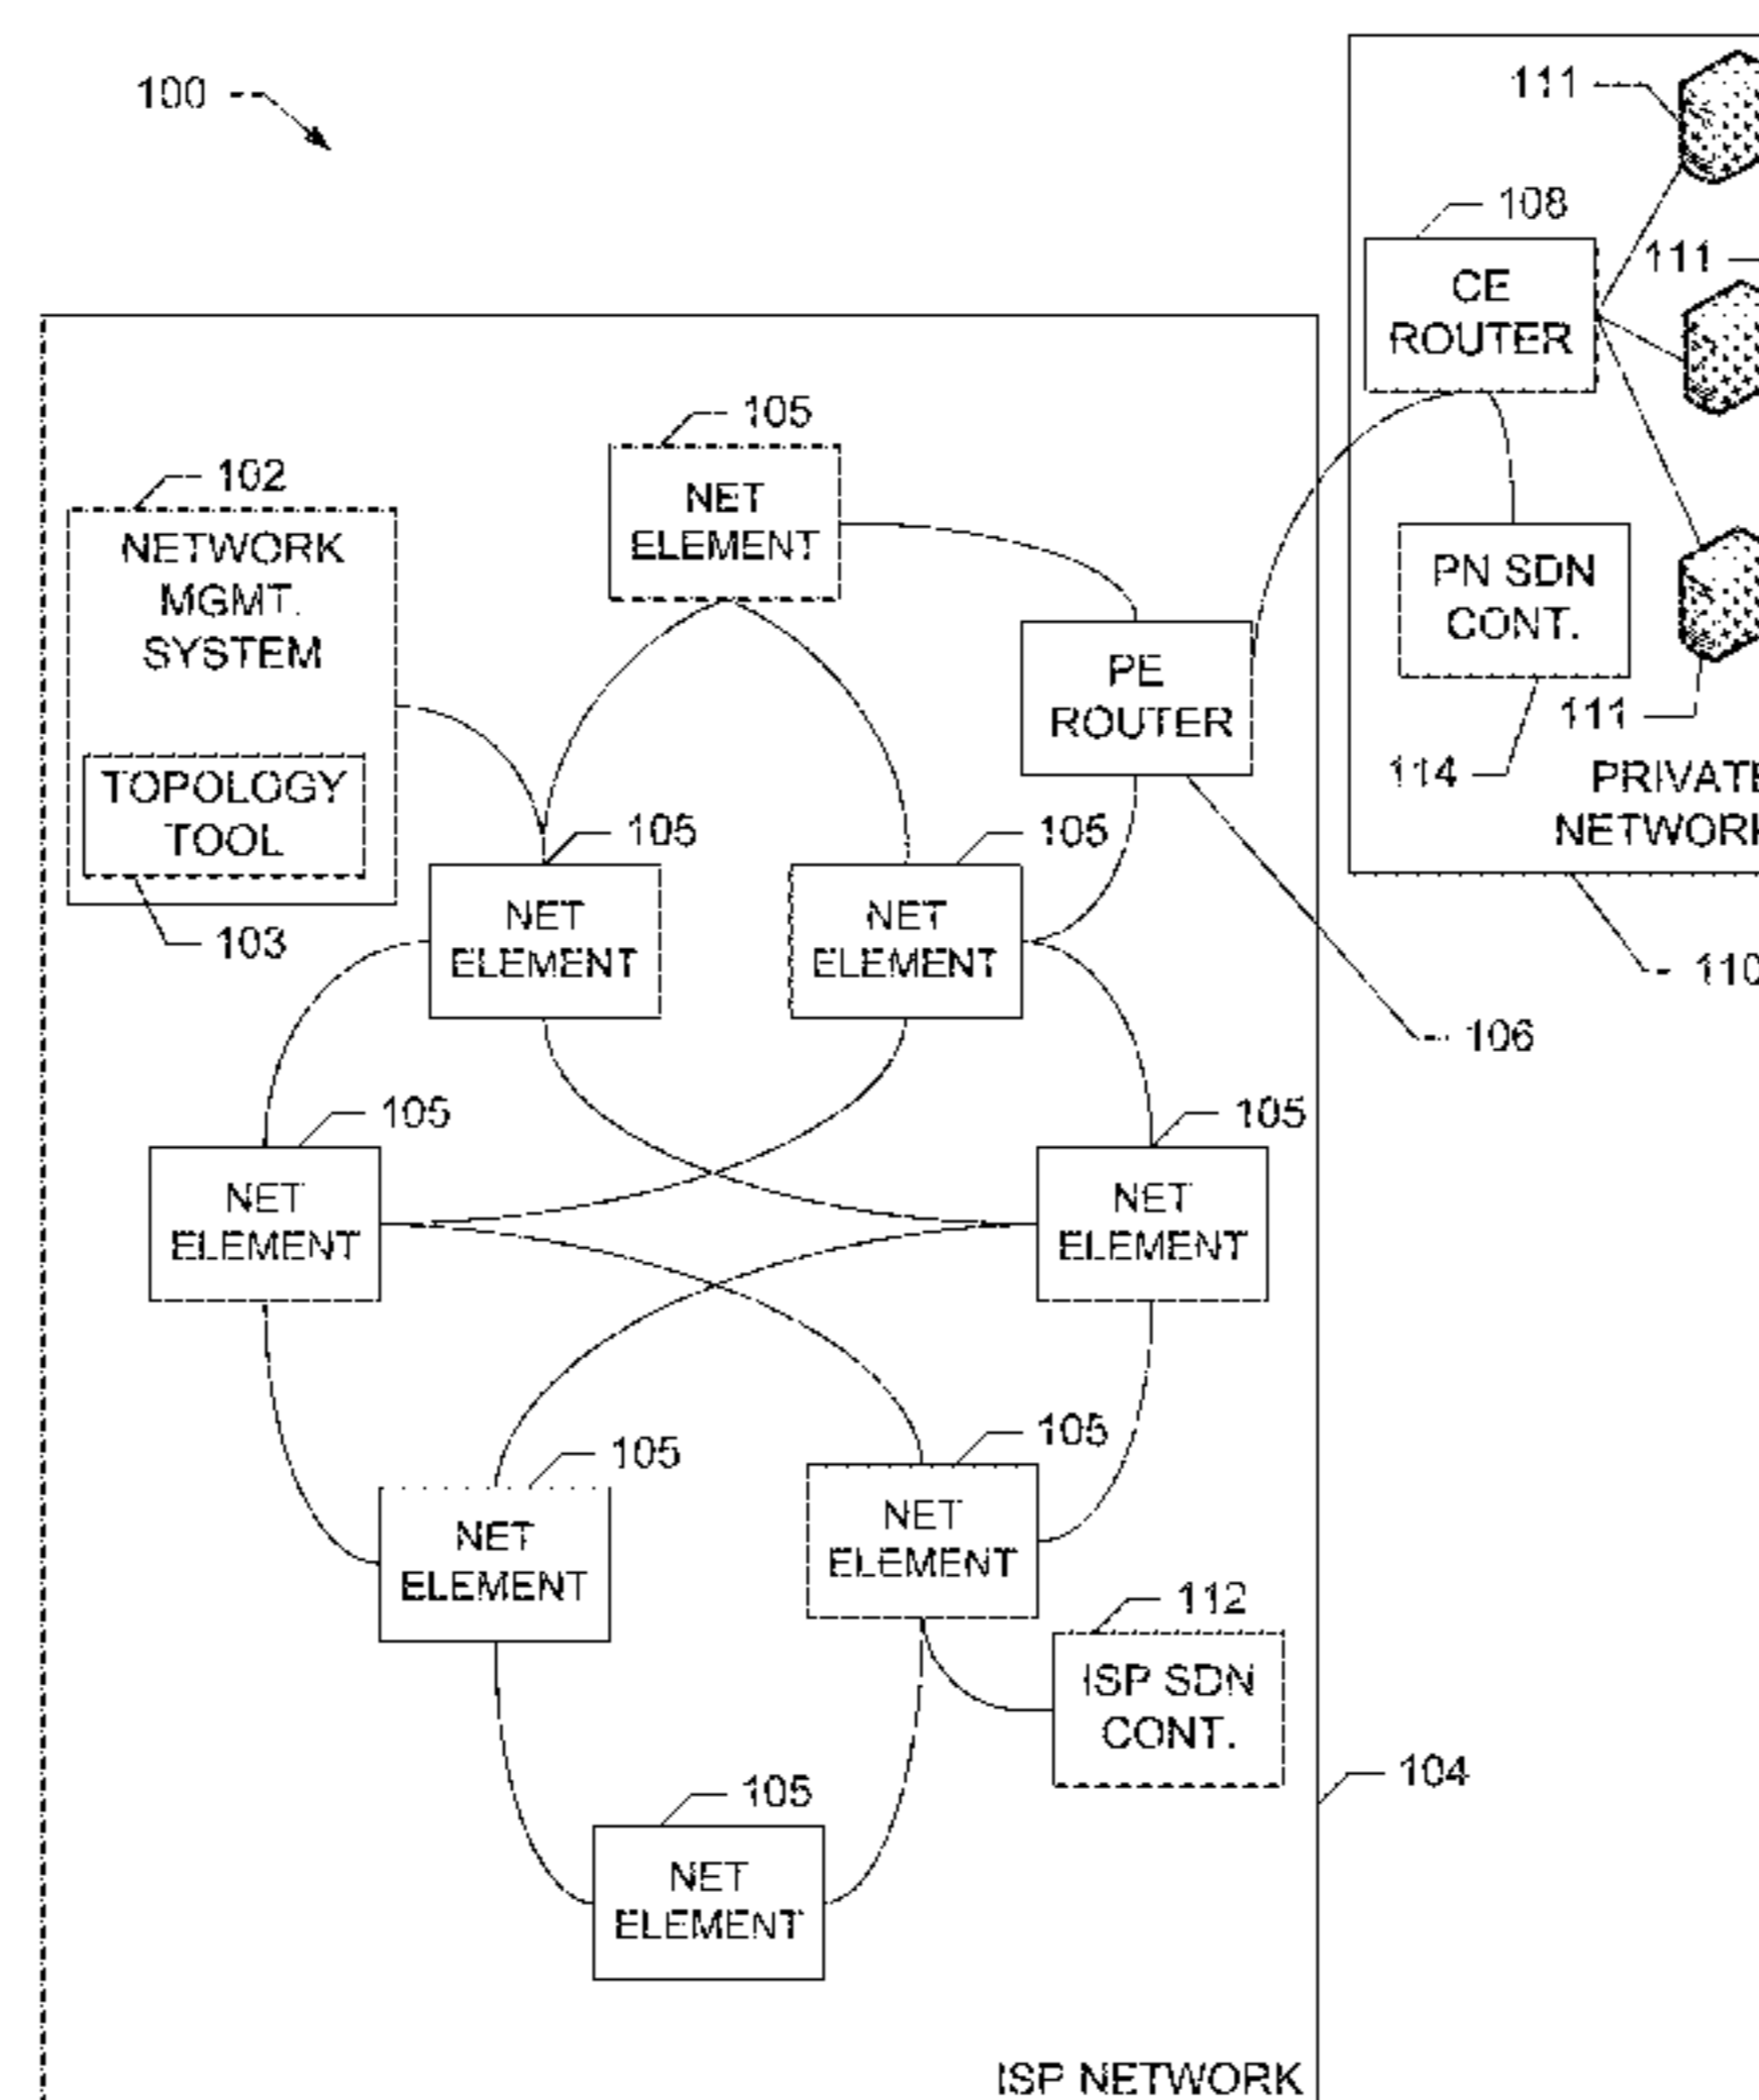 100
111
108
111
CE
ROUTER
105
102
NET
ELEMENT
NETWORK
MGMT.
SYSTEM
PN SDN
CONT.
PE
ROUTER
111
114
PRIVATE
NETWORK
TOPOLOGY
TOOL
105
105
103
NET
ELEMENT
NET
ELEMENT
110
106
105
105
NET
ELEMENT
NET
ELEMENT
105
105
NET
ELEMENT
NET
ELEMENT
112
ISP SDN
CONT.
104
105
NET
ELEMENT
ISP NETWORK